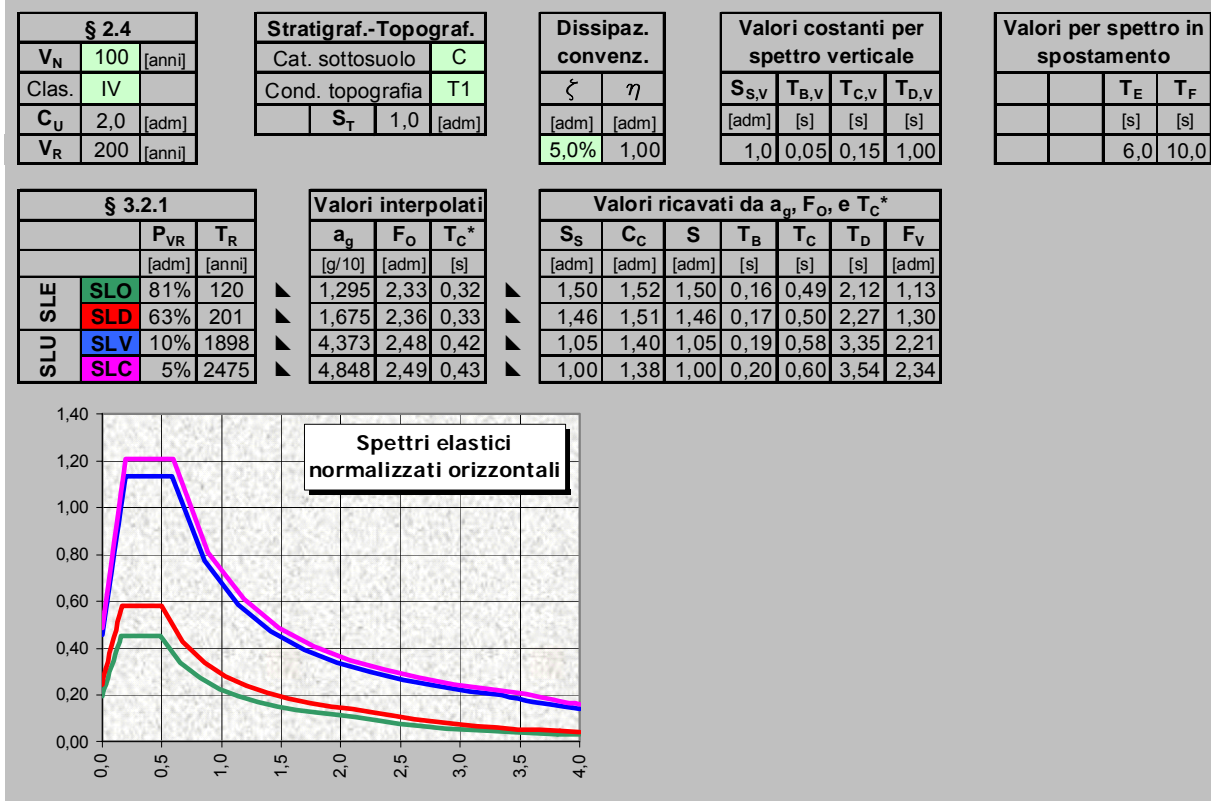 § 2.4
V_N 100 [anni]
Clas. IV
C_U 2,0 [adm]
V_R 200 [anni]
Stratigraf.-Topograf.
Cat. sottosuolo C
Cond. topografia T1
S_T 1,0 [adm]
Dissipaz.
convenz.
ζ η
[adm] [adm]
5,0% 1,00
Valori costanti per
spettro verticale
S_S,V T_B,V T_C,V T_D,V
[adm] [s] [s] [s]
1,0 0,05 0,15 1,00
Valori per spettro in
spostamento
T_E T_F
[s] [s]
6,0 10,0
§ 3.2.1
P_VR T_R
[adm] [anni]
SLE
SLO 81% 120
SLD 63% 201
SLU
SLV 10% 1898
SLC 5% 2475
Valori interpolati
a_g F_O T_C*
[g/10] [adm] [s]
1,295 2,33 0,32
1,675 2,36 0,33
4,373 2,48 0,42
4,848 2,49 0,43
Valori ricavati da a_g, F_O, e T_C*
S_S C_C S T_B T_C T_D F_V
[adm] [adm] [adm] [s] [s] [s] [adm]
1,50 1,52 1,50 0,16 0,49 2,12 1,13
1,46 1,51 1,46 0,17 0,50 2,27 1,30
1,05 1,40 1,05 0,19 0,58 3,35 2,21
1,00 1,38 1,00 0,20 0,60 3,54 2,34
Spettri elastici
normalizzati orizzontali
1,40
1,20
1,00
0,80
0,60
0,40
0,20
0,00
0,0 0,5 1,0 1,5 2,0 2,5 3,0 3,5 4,0